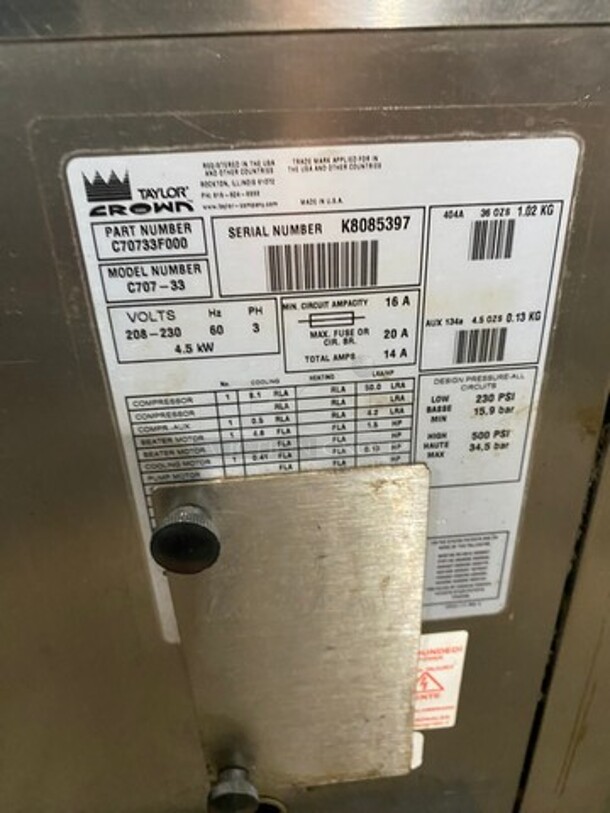 TAYLOR
CROWN
REGISTERED IN THE USA
AND OTHER COUNTRIES
ROCKTON, ILLINOIS 61072
www.taylor-company.com
TRADE MARK APPLIED FOR IN
THE USA AND OTHER COUNTRIES
MADE IN U.S.A.
PART NUMBER
C70733F000
SERIAL NUMBER K8085397
MODEL NUMBER
C707-33
VOLTS Hz PH
208-230 60 3
4.5 kW
MIN. CIRCUIT AMPACITY 16 A
MAX. FUSE OR
CIR. BR. 20 A
TOTAL AMPS 14 A
404A 36 OZS 1.02 KG
AUX 134a 4.5 OZS 0.13 KG
DESIGN PRESSURE-ALL
CIRCUITS
LOW 230 PSI
BASSE
MIN 15,9 bar
HIGH 500 PSI
HAUTE
MAX 34,5 bar
No. COOLING HEATING LRA/HP
COMPRESSOR 1 8.1 RLA RLA 50.0 LRA
COMPRESSOR RLA RLA LRA
COMPR.-AUX 1 0.5 RLA RLA 4.2 LRA
BEATER MOTOR 1 4.8 FLA FLA 1.5 HP
BEATER MOTOR FLA FLA HP
COOLING MOTOR 1 0.41 FLA FLA 0.13 HP
PUMP MOTOR FLA FLA HP